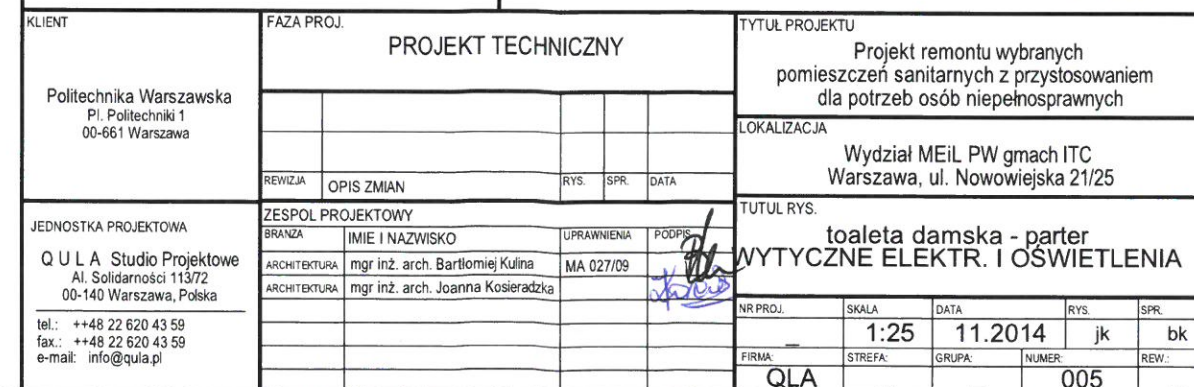 KLIENT
Politechnika Warszawska
Pl. Politechniki 1
00-661 Warszawa
JEDNOSTKA PROJEKTOWA
Q U L A Studio Projektowe
Al. Solidarności 113/72
00-140 Warszawa, Polska
tel.: ++48 22 620 43 59
fax.: ++48 22 620 43 59
e-mail: info@qula.pl
FAZA PROJ.
PROJEKT TECHNICZNY
REWIZJA OPIS ZMIAN RYS. SPR. DATA
ZESPOL PROJEKTOWY
BRANZA IMIE I NAZWISKO UPRAWNIENIA PODPIS
ARCHITEKTURA mgr inż. arch. Bartłomiej Kulina MA 027/09
ARCHITEKTURA mgr inż. arch. Joanna Kosieradzka
TYTUŁ PROJEKTU
Projekt remontu wybranych
pomieszczeń sanitarnych z przystosowaniem
dla potrzeb osób niepełnosprawnych
LOKALIZACJA
Wydział MEiL PW gmach ITC
Warszawa, ul. Nowowiejska 21/25
TUTUL RYS.
toaleta damska - parter
WYTYCZNE ELEKTR. I OŚWIETLENIA
NR PROJ. SKALA DATA RYS. SPR.
_ 1:25 11.2014 jk bk
FIRMA: STREFA: GRUPA: NUMER: REW.:
QLA 005